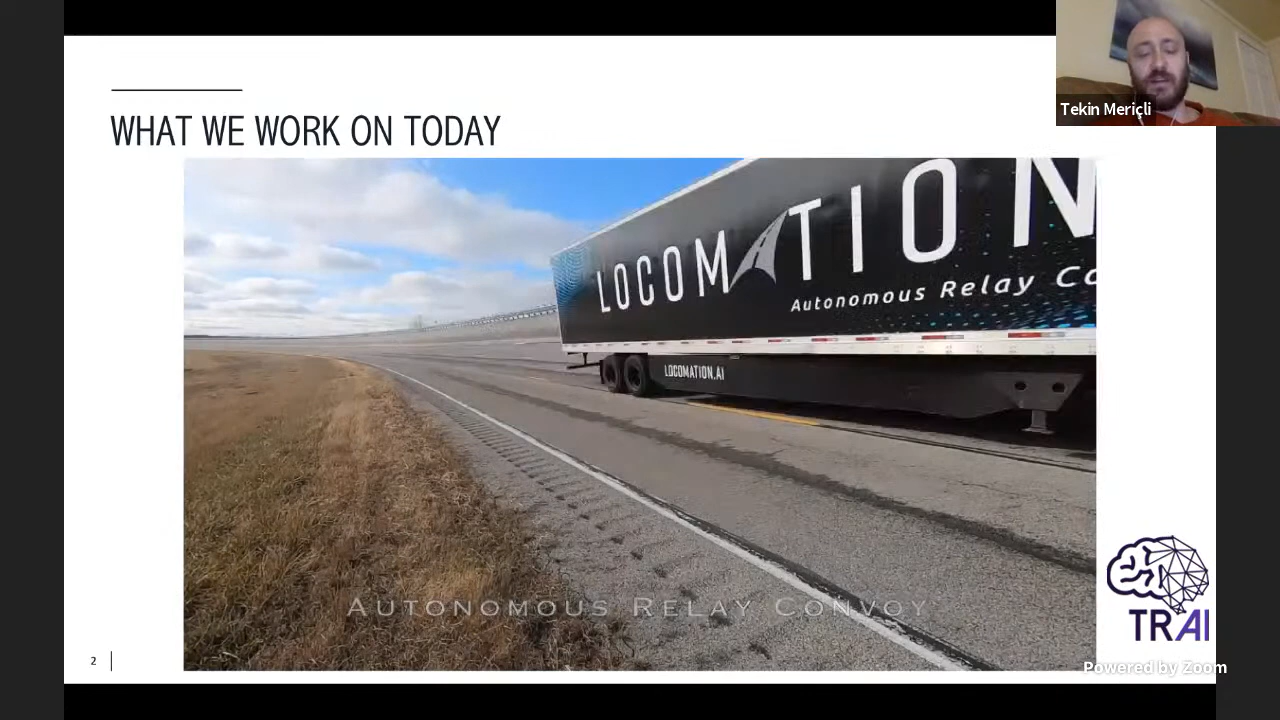 Tekin Meriçli
WHAT WE WORK ON TODAY
LOCOMATION
Autonomous Relay Co
LOCOMATION.AI
AUTONOMOUS RELAY CONVOY
TRAI
2
Powered by Zoom